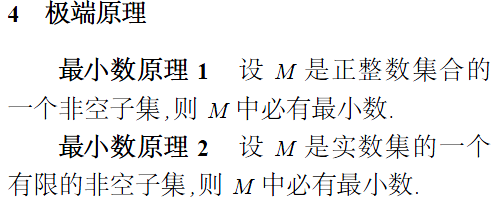 4 极端原理
最小数原理 1 设 M 是正整数集合的
一个非空子集,则 M 中必有最小数.
最小数原理 2 设 M 是实数集的一个
有限的非空子集,则 M 中必有最小数.